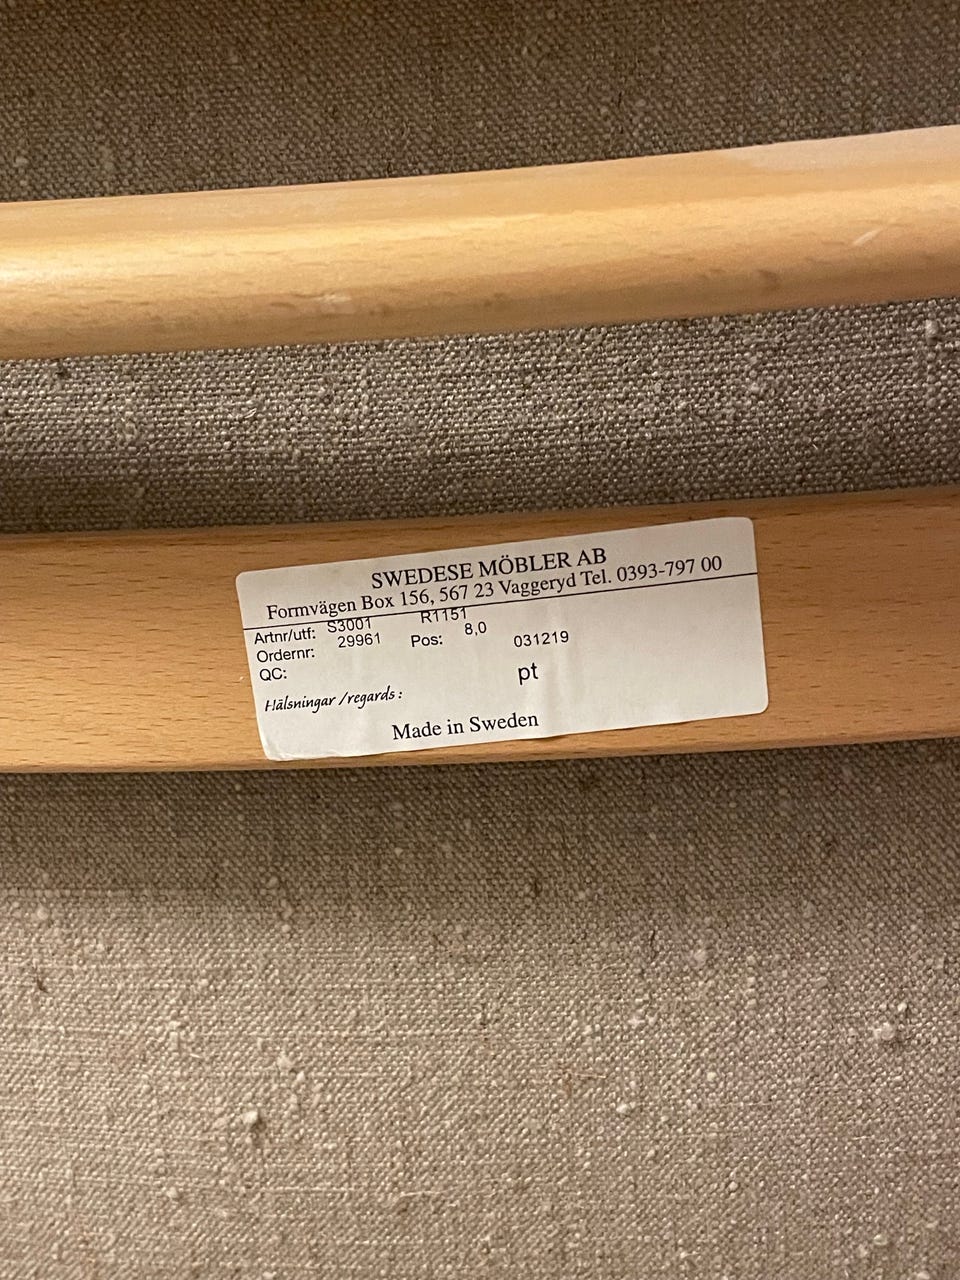 SWEDESE MÖBLER AB
Formvägen Box 156, 567 23 Vaggeryd Tel. 0393-797 00
Artnr/utf: S3001 R1151
Ordernr: 29961 Pos: 8,0 031219
QC: pt
Hälsningar /regards :
Made in Sweden